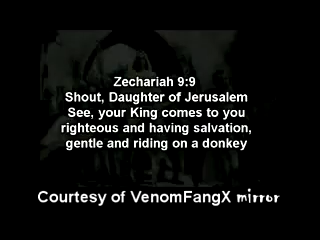 Zechariah 9:9
Shout, Daughter of Jerusalem
See, your King comes to you
righteous and having salvation,
gentle and riding on a donkey
Courtesy of VenomFangX mirror